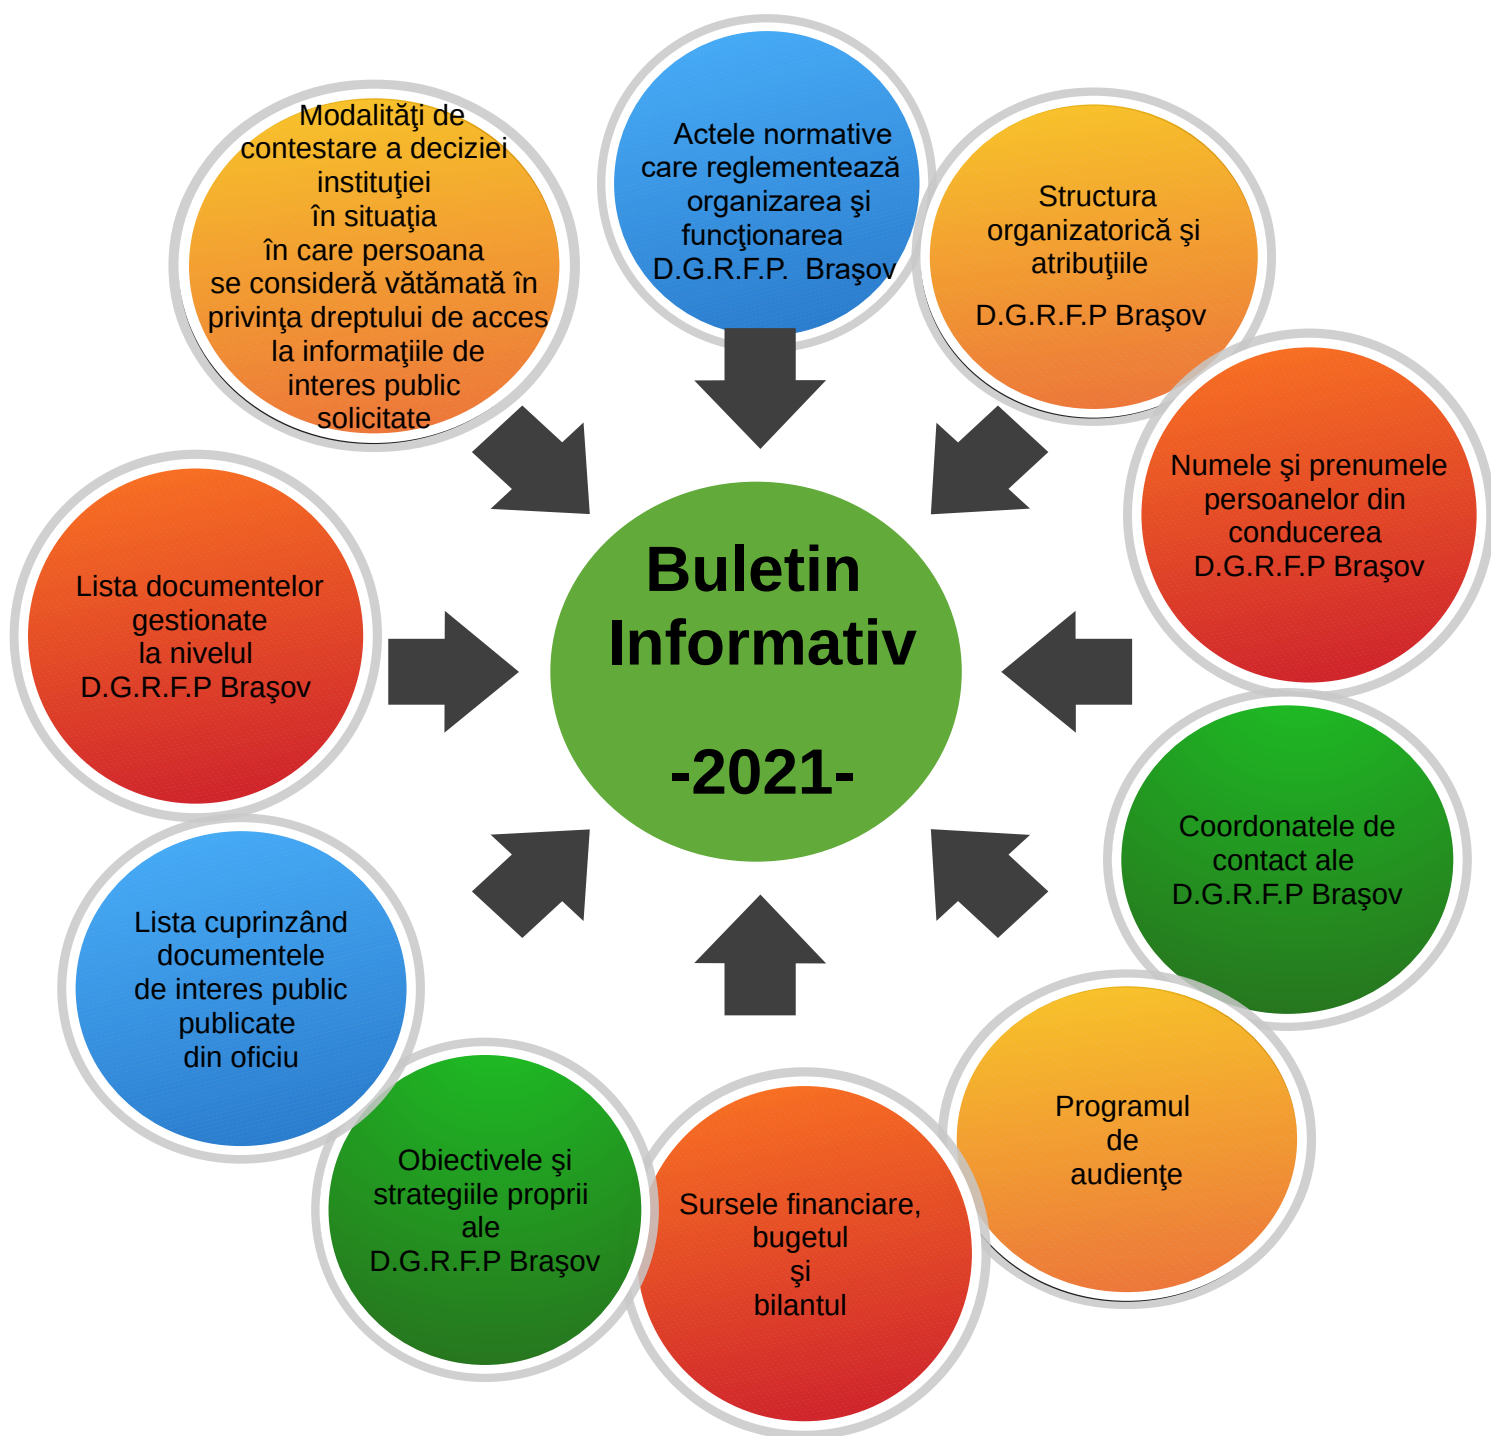 Modalităţi de
contestare a deciziei
instituţiei
în situaţia
în care persoana
se consideră vătămată în
privinţa dreptului de acces
la informaţiile de
interes public
solicitate
Actele normative
care reglementează
organizarea şi
funcţionarea
D.G.R.F.P. Braşov
Structura
organizatorică şi
atribuţiile
D.G.R.F.P Braşov
Numele şi prenumele
persoanelor din
conducerea
D.G.R.F.P Braşov
Buletin
Informativ
-2021-
Lista documentelor
gestionate
la nivelul
D.G.R.F.P Braşov
Coordonatele de
contact ale
D.G.R.F.P Braşov
Lista cuprinzând
documentele
de interes public
publicate
din oficiu
Programul
de
audienţe
Obiectivele şi
strategiile proprii
ale
D.G.R.F.P Braşov
Sursele financiare,
bugetul
şi
bilantul